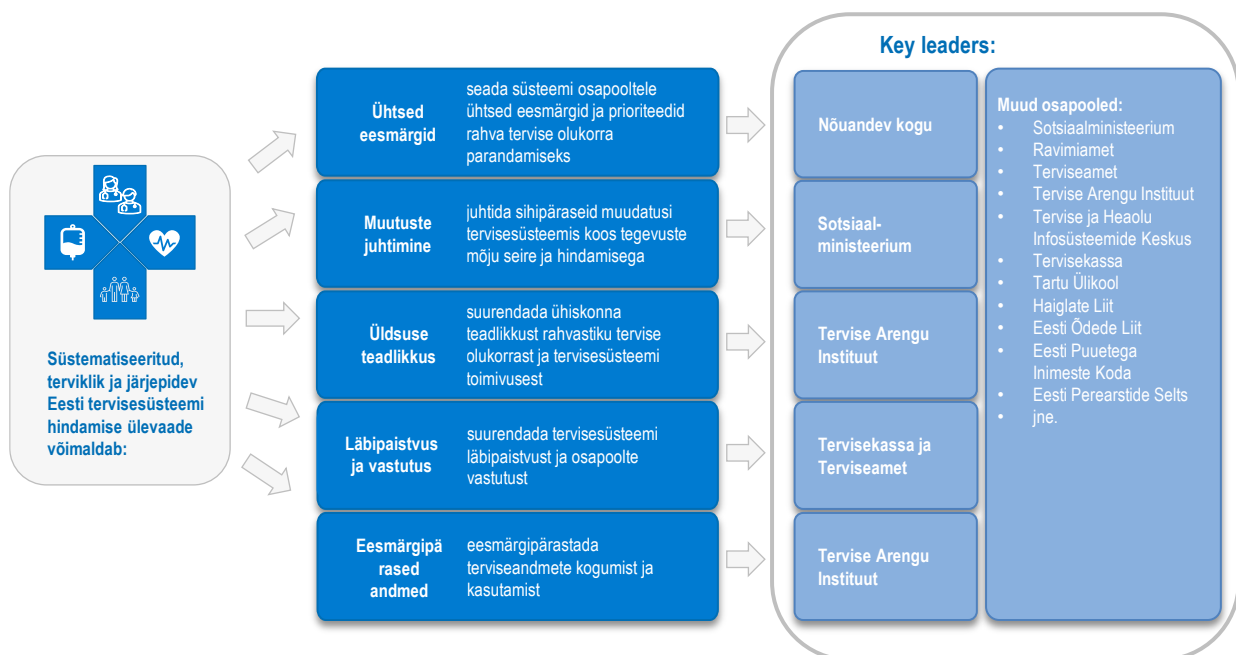 Key leaders:
Süstematiseeritud,
terviklik ja järjepidev
Eesti tervisesüsteemi
hindamise ülevaade
võimaldab:
Ühtsed
eesmärgid
seada süsteemi osapooltele
ühtsed eesmärgid ja prioriteedid
rahva tervise olukorra
parandamiseks
Nõuandev kogu
Muutuste
juhtimine
juhtida sihipäraseid muudatusi
tervisesüsteemis koos tegevuste
mõju seire ja hindamisega
Sotsiaal-
ministeerium
Üldsuse
teadlikkus
suurendada ühiskonna
teadlikkust rahvastiku tervise
olukorrast ja tervisesüsteemi
toimivusest
Tervise Arengu
Instituut
Läbipaistvus
ja vastutus
suurendada tervisesüsteemi
läbipaistvust ja osapoolte
vastutust
Tervisekassa ja
Terviseamet
Eesmärgipä
rased
andmed
eesmärgipärastada
terviseandmete kogumist ja
kasutamist
Tervise Arengu
Instituut
Muud osapooled:
• Sotsiaalministeerium
• Ravimiamet
• Terviseamet
• Tervise Arengu Instituut
• Tervise ja Heaolu
Infosüsteemide Keskus
• Tervisekassa
• Tartu Ülikool
• Haiglate Liit
• Eesti Õdede Liit
• Eesti Puuetega
Inimeste Koda
• Eesti Perearstide Selts
• jne.